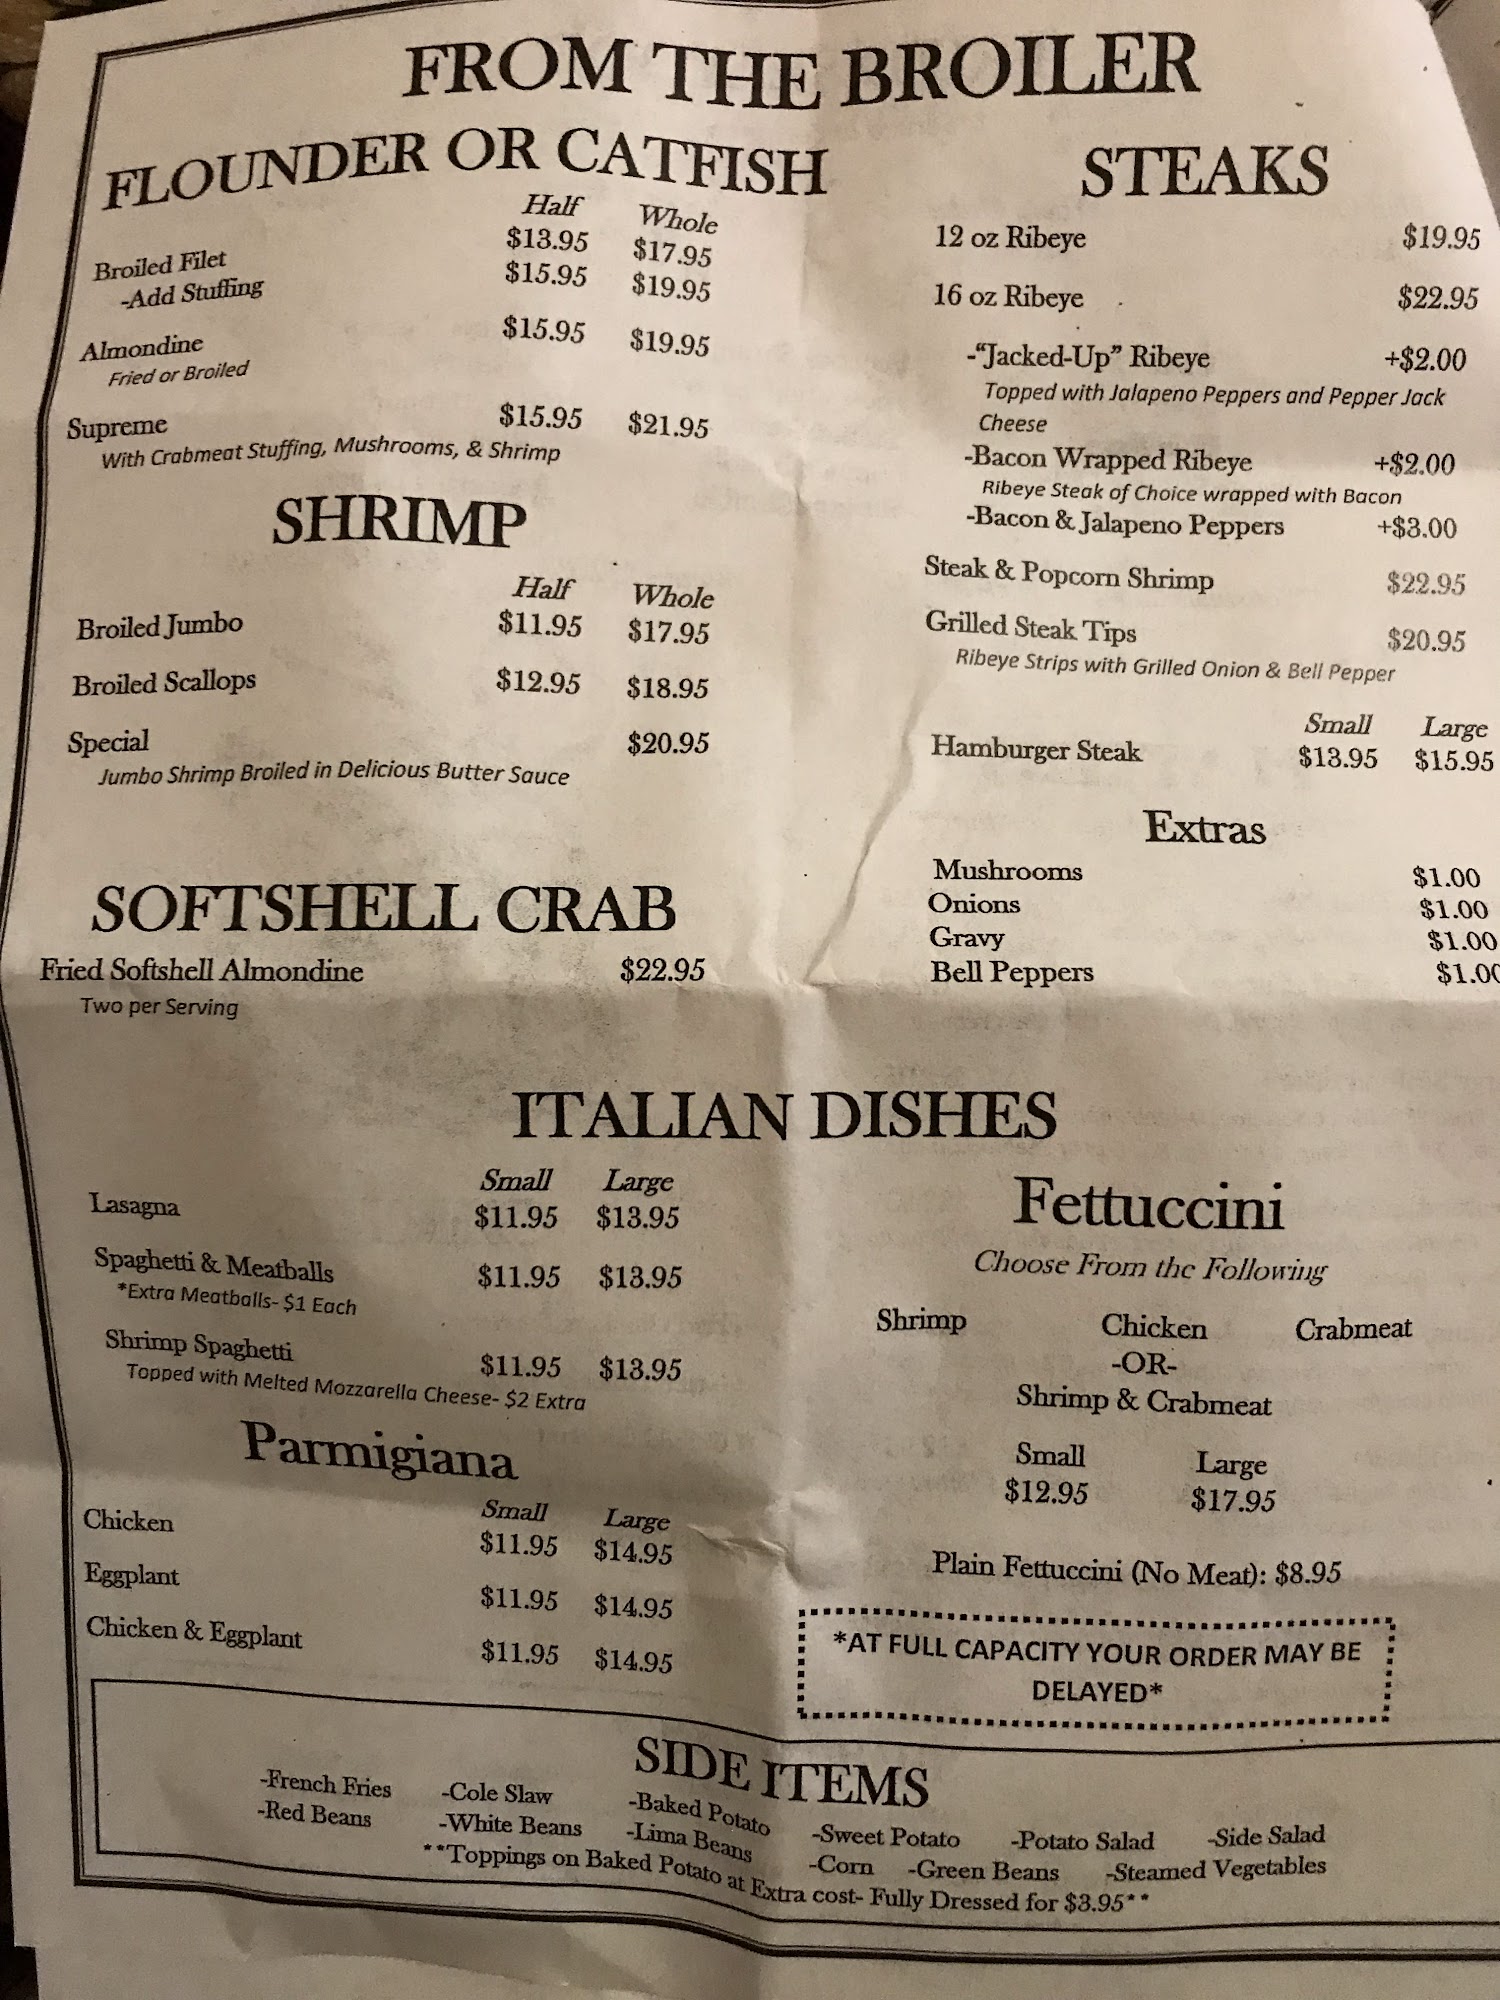 FROM THE BROILER
FLOUNDER OR CATFISH
Half Whole
Broiled Filet $13.95 $17.95
-Add Stuffing $15.95 $19.95
Almondine $15.95 $19.95
Fried or Broiled
Supreme $15.95 $21.95
With Crabmeat Stuffing, Mushrooms, & Shrimp
SHRIMP
Half Whole
Broiled Jumbo $11.95 $17.95
Broiled Scallops $12.95 $18.95
Special $20.95
Jumbo Shrimp Broiled in Delicious Butter Sauce
SOFTSHELL CRAB
Fried Softshell Almondine $22.95
Two per Serving
STEAKS
12 oz Ribeye $19.95
16 oz Ribeye $22.95
-"Jacked-Up" Ribeye +$2.00
Topped with Jalapeno Peppers and Pepper Jack
Cheese
-Bacon Wrapped Ribeye +$2.00
Ribeye Steak of Choice wrapped with Bacon
-Bacon & Jalapeno Peppers +$3.00
Steak & Popcorn Shrimp $22.95
Grilled Steak Tips $20.95
Ribeye Strips with Grilled Onion & Bell Pepper
Small Large
Hamburger Steak $13.95 $15.95
Extras
Mushrooms $1.00
Onions $1.00
Gravy $1.00
Bell Peppers $1.00
ITALIAN DISHES
Small Large
Lasagna $11.95 $13.95
Spaghetti & Meatballs $11.95 $13.95
*Extra Meatballs- $1 Each
Shrimp Spaghetti $11.95 $13.95
Topped with Melted Mozzarella Cheese- $2 Extra
Parmigiana
Small Large
Chicken $11.95 $14.95
Eggplant $11.95 $14.95
Chicken & Eggplant $11.95 $14.95
Fettuccini
Choose From the Following
Shrimp Chicken Crabmeat
-OR-
Shrimp & Crabmeat
Small Large
$12.95 $17.95
Plain Fettuccini (No Meat): $8.95
*AT FULL CAPACITY YOUR ORDER MAY BE
DELAYED*
SIDE ITEMS
-French Fries -Cole Slaw -Baked Potato -Sweet Potato -Potato Salad -Side Salad
-Red Beans -White Beans -Lima Beans -Corn -Green Beans -Steamed Vegetables
**Toppings on Baked Potato at Extra cost- Fully Dressed for $3.95**